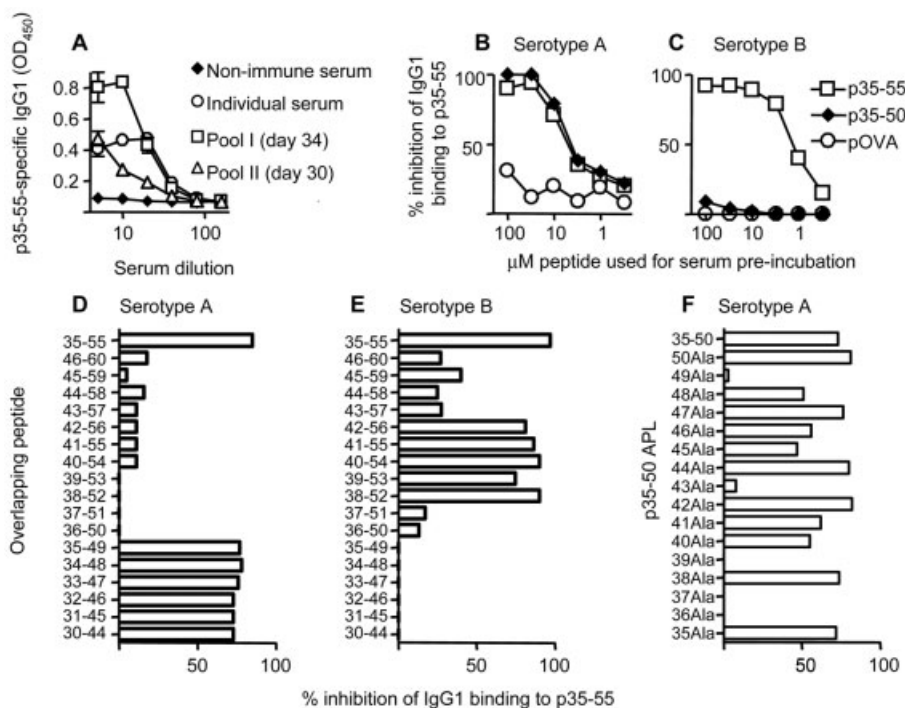 A
p35-55-specific IgG1 (OD450)
0.8
0.6
0.4
0.2
10
100
Serum dilution
Non-immune serum
Individual serum
Pool I (day 34)
Pool II (day 30)
B Serotype A
% inhibition of IgG1
binding to p35-55
100
50
100
10
1
C Serotype B
100
50
100
10
1
p35-55
p35-50
pOVA
µM peptide used for serum pre-incubation
D Serotype A
Overlapping peptide
35-55
46-60
45-59
44-58
43-57
42-56
41-55
40-54
39-53
38-52
37-51
36-50
35-49
34-48
33-47
32-46
31-45
30-44
50
100
E Serotype B
35-55
46-60
45-59
44-58
43-57
42-56
41-55
40-54
39-53
38-52
37-51
36-50
35-49
34-48
33-47
32-46
31-45
30-44
50
100
F Serotype A
p35-50 APL
35-50
50Ala
49Ala
48Ala
47Ala
46Ala
45Ala
44Ala
43Ala
42Ala
41Ala
40Ala
39Ala
38Ala
37Ala
36Ala
35Ala
100
% inhibition of IgG1 binding to p35-55